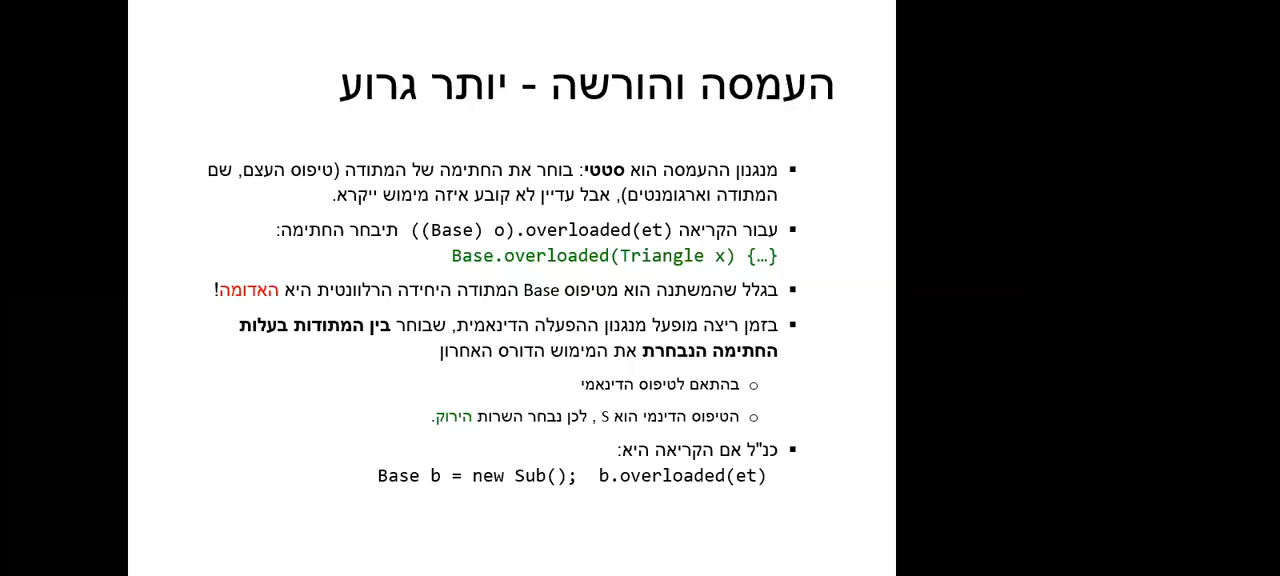 העמסה והורשה - יותר גרוע
▪ מנגנון ההעמסה הוא סטטי: בוחר את החתימה של המתודה (טיפוס העצם, שם
המתודה וארגומנטים), אבל עדיין לא קובע איזה מימוש ייקרא.
▪ עבור הקריאה ((Base) o).overloaded(et) תיבחר החתימה:
Base.overloaded(Triangle x) {…}
▪ בגלל שהמשתנה הוא מטיפוס Base המתודה היחידה הרלוונטית היא האדומה!
▪ בזמן ריצה מופעל מנגנון ההפעלה הדינאמית, שבוחר בין המתודות בעלות
החתימה הנבחרת את המימוש הדורס האחרון
○ בהתאם לטיפוס הדינאמי
○ הטיפוס הדינמי הוא S , לכן נבחר השרות הירוק.
▪ כנ"ל אם הקריאה היא:
Base b = new Sub();  b.overloaded(et)